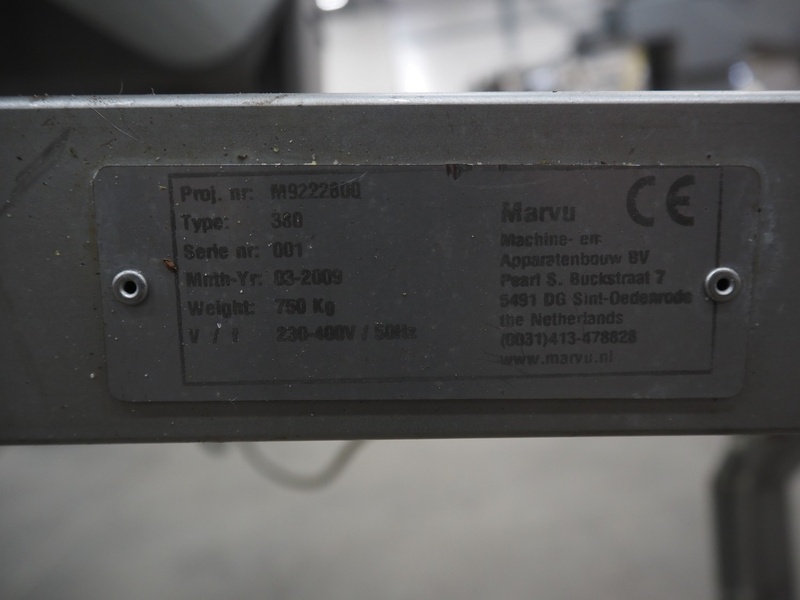 Proj. nr: M9222800
Type: 380
Serie nr: 001
Mnth-Yr: 03-2009
Weight: 750 Kg
V / f 230-400V / 50Hz
CE
Marvu
Machine- en
Apparatenbouw BV
Pearl S. Buckstraat 7
5491 DG Sint-Oedenrode
the Netherlands
(0031)413-478628
www.marvu.nl